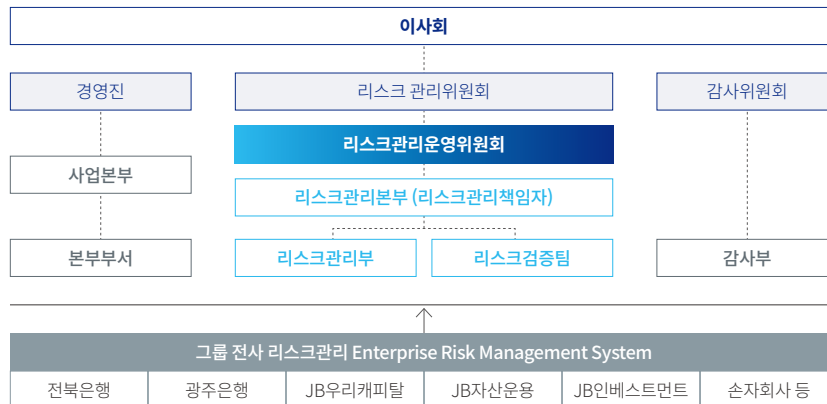 이사회
경영진
리스크 관리위원회
감사위원회
리스크관리운영위원회
사업본부
리스크관리본부 (리스크관리책임자)
본부부서
리스크관리부
리스크검증팀
감사부
그룹 전사 리스크관리 Enterprise Risk Management System
전북은행
광주은행
JB우리캐피탈
JB자산운용
JB인베스트먼트
손자회사 등